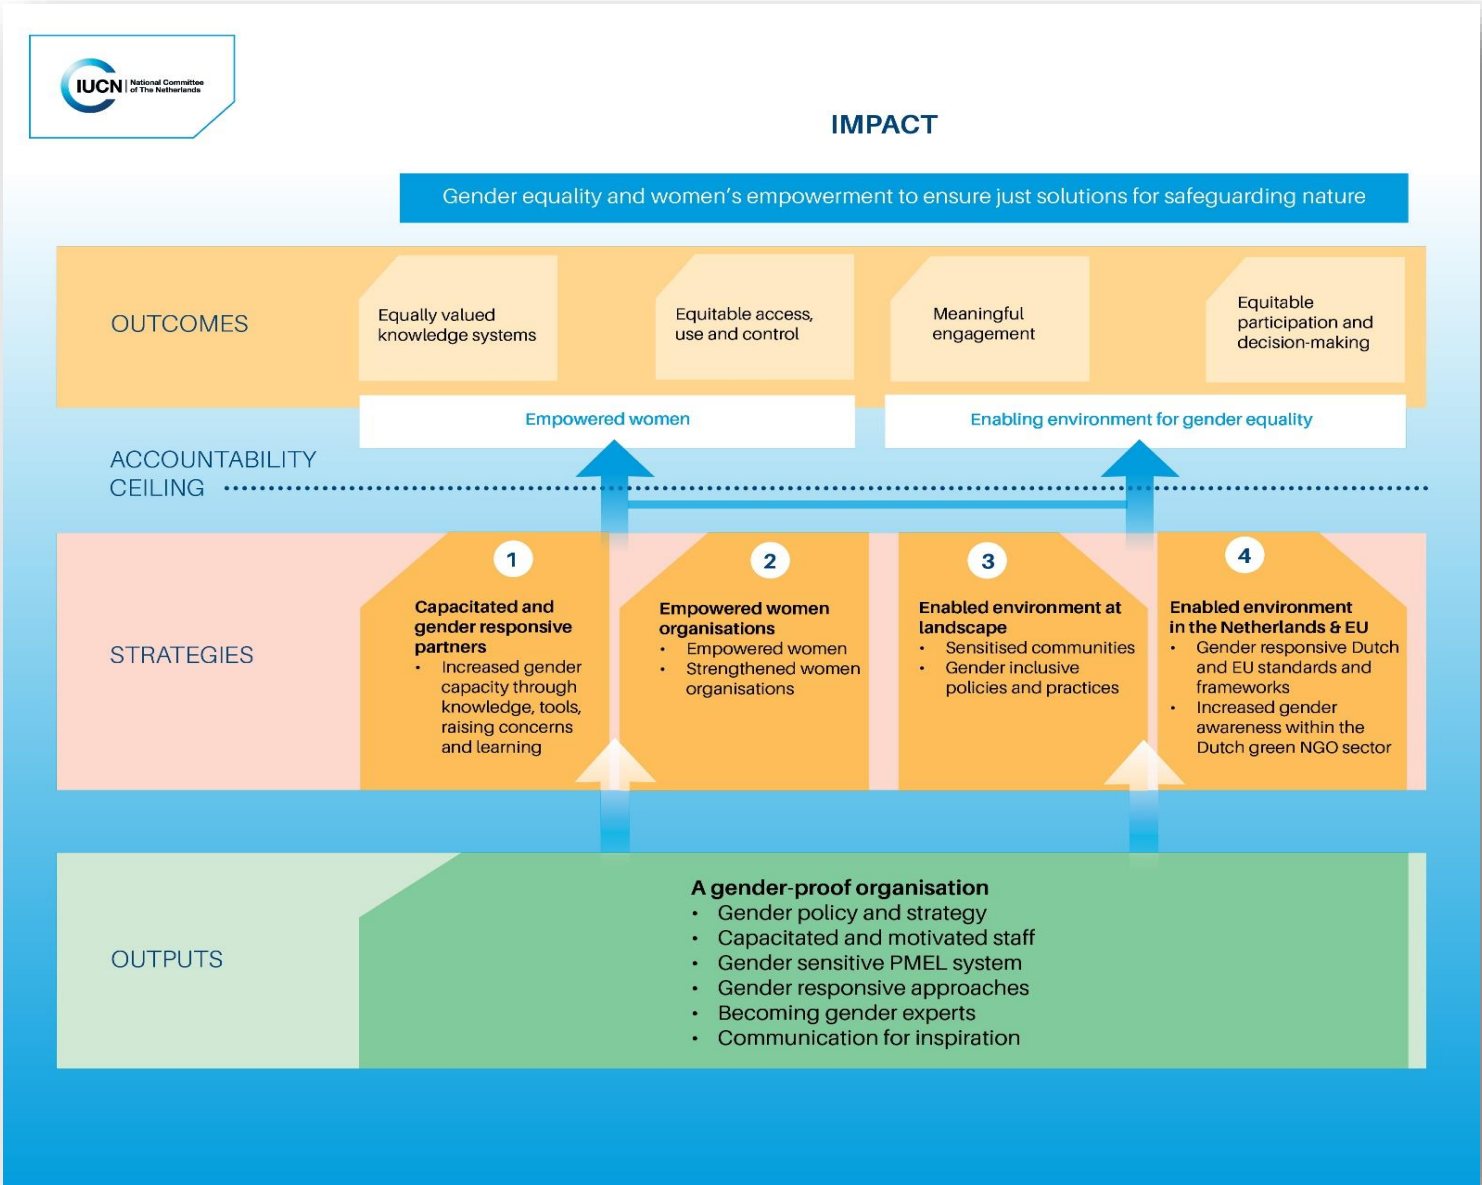 IUCN
National Committee
of The Netherlands
IMPACT
Gender equality and women’s empowerment to ensure just solutions for safeguarding nature
OUTCOMES
Equally valued
knowledge systems
Equitable access,
use and control
Meaningful
engagement
Equitable
participation and
decision-making
Empowered women
Enabling environment for gender equality
ACCOUNTABILITY
CEILING
STRATEGIES
1
Capacitated and
gender responsive
partners
• Increased gender
capacity through
knowledge, tools,
raising concerns
and learning
2
Empowered women
organisations
• Empowered women
• Strengthened women
organisations
3
Enabled environment at
landscape
• Sensitised communities
• Gender inclusive
policies and practices
4
Enabled environment
in the Netherlands & EU
• Gender responsive Dutch
and EU standards and
frameworks
• Increased gender
awareness within the
Dutch green NGO sector
OUTPUTS
A gender-proof organisation
• Gender policy and strategy
• Capacitated and motivated staff
• Gender sensitive PMEL system
• Gender responsive approaches
• Becoming gender experts
• Communication for inspiration